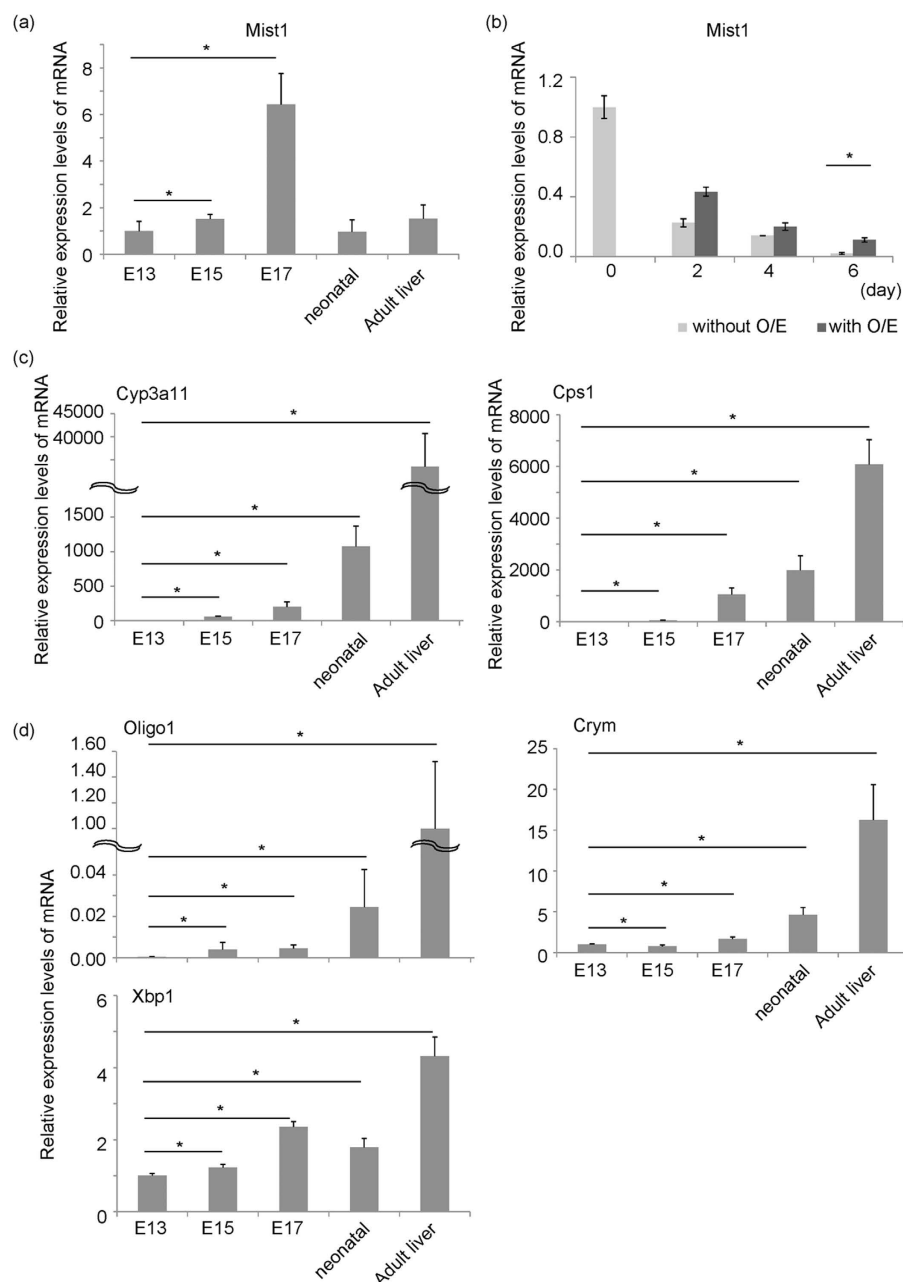 (a)
Mist1
Relative expression levels of mRNA
8
6
4
2
0
*
*
E13
E15
E17
neonatal
Adult liver
(b)
Mist1
Relative expression levels of mRNA
1.2
0.8
0.4
0.0
*
0
2
4
6
(day)
without O/E
with O/E
(c)
Cyp3a11
Relative expression levels of mRNA
45000
40000
1500
1000
500
0
*
*
*
*
E13
E15
E17
neonatal
Adult liver
Cps1
Relative expression levels of mRNA
8000
6000
4000
2000
0
*
*
*
*
E13
E15
E17
neonatal
Adult liver
(d)
Oligo1
Relative expression levels of mRNA
1.60
1.40
1.20
1.00
0.04
0.02
0.00
*
*
*
*
Crym
25
20
15
10
5
0
*
*
*
*
E13
E15
E17
neonatal
Adult liver
Xbp1
6
4
2
0
*
*
*
*
E13
E15
E17
neonatal
Adult liver